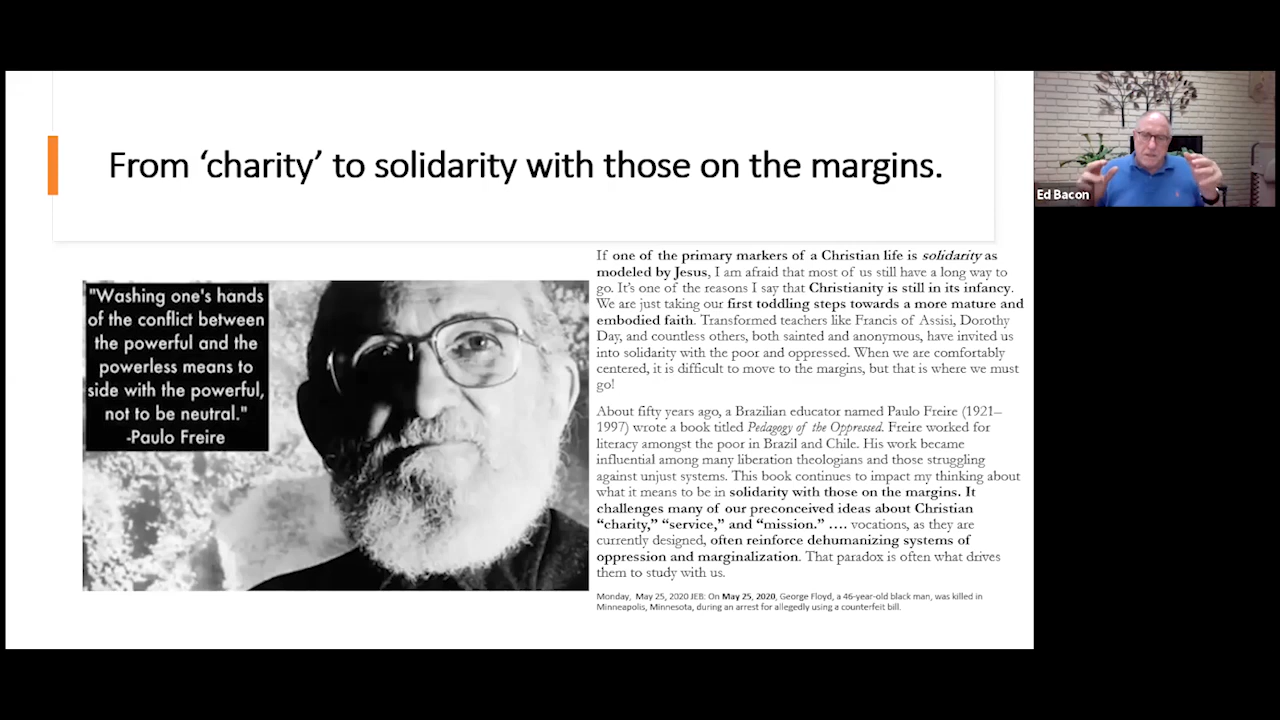 From ‘charity’ to solidarity with those on the margins.
"Washing one's hands
of the conflict between
the powerful and the
powerless means to
side with the powerful,
not to be neutral."
-Paulo Freire
If one of the primary markers of a Christian life is solidarity as
modeled by Jesus, I am afraid that most of us still have a long way to
go. It’s one of the reasons I say that Christianity is still in its infancy.
We are just taking our first toddling steps towards a more mature and
embodied faith. Transformed teachers like Francis of Assisi, Dorothy
Day, and countless others, both sainted and anonymous, have invited us
into solidarity with the poor and oppressed. When we are comfortably
centered, it is difficult to move to the margins, but that is where we must
go!
About fifty years ago, a Brazilian educator named Paulo Freire (1921–
1997) wrote a book titled Pedagogy of the Oppressed. Freire worked for
literacy amongst the poor in Brazil and Chile. His work became
influential among many liberation theologians and those struggling
against unjust systems. This book continues to impact my thinking about
what it means to be in solidarity with those on the margins. It
challenges many of our preconceived ideas about Christian
“charity,” “service,” and “mission.” …. vocations, as they are
currently designed, often reinforce dehumanizing systems of
oppression and marginalization. That paradox is often what drives
them to study with us.
Monday, May 25, 2020 JEB: On May 25, 2020, George Floyd, a 46-year-old black man, was killed in
Minneapolis, Minnesota, during an arrest for allegedly using a counterfeit bill.
Ed Bacon